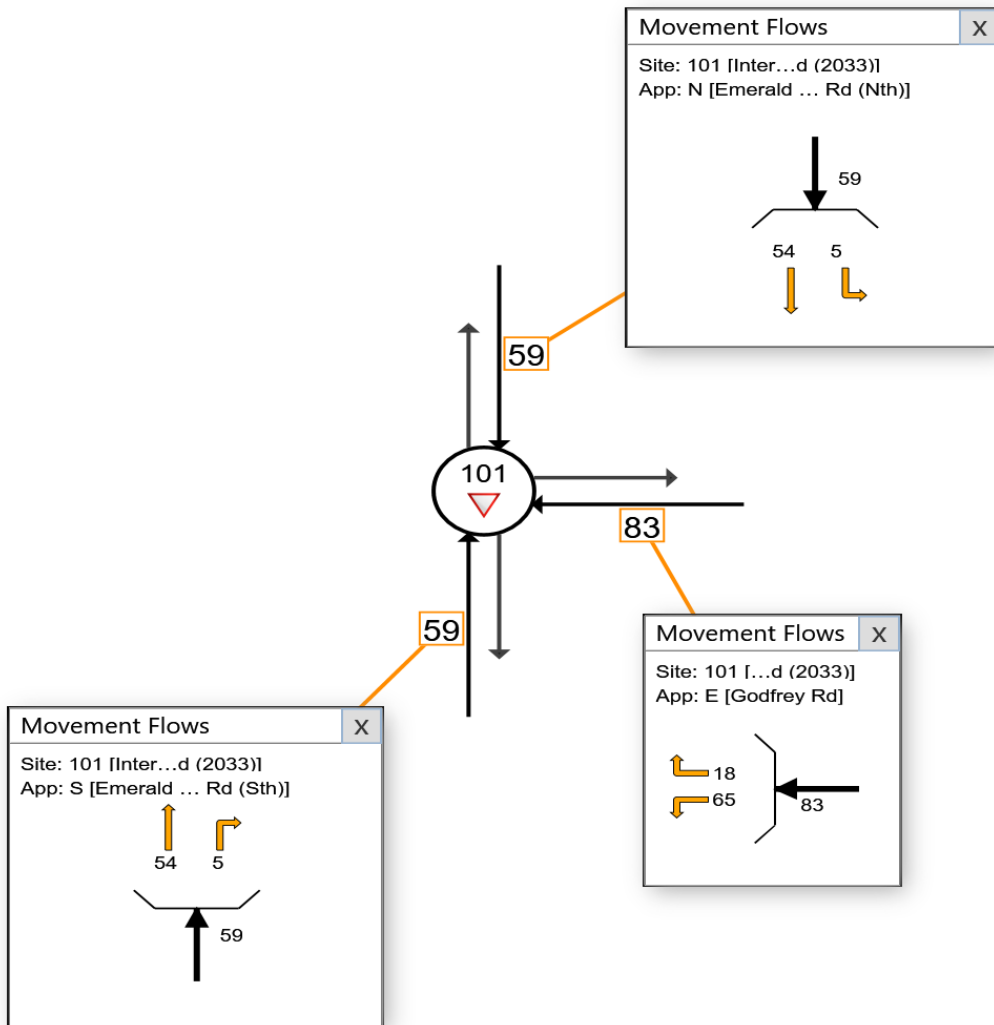 Movement Flows X
Site: 101 [Inter...d (2033)]
App: N [Emerald ... Rd (Nth)]
59
54 5
59
101
83
59
Movement Flows X
Site: 101 [...d (2033)]
App: E [Godfrey Rd]
18
65
83
Movement Flows X
Site: 101 [Inter...d (2033)]
App: S [Emerald ... Rd (Sth)]
54 5
59